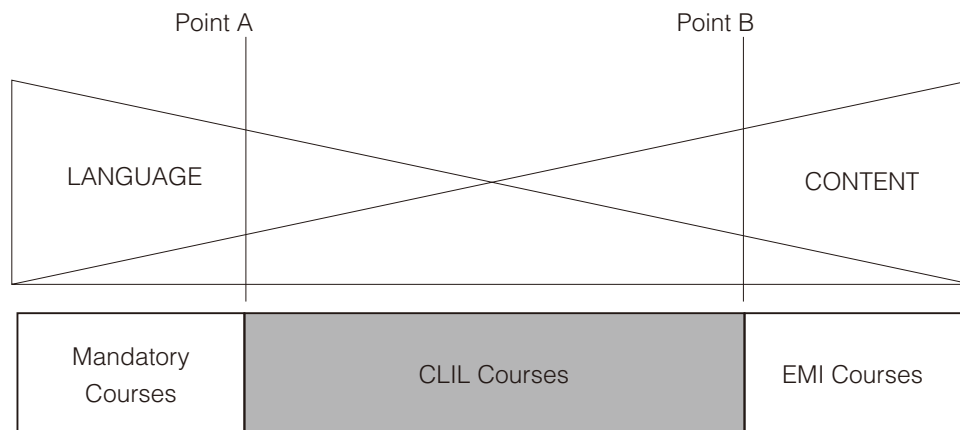 Point A
Point B
LANGUAGE
CONTENT
Mandatory
Courses
CLIL Courses
EMI Courses